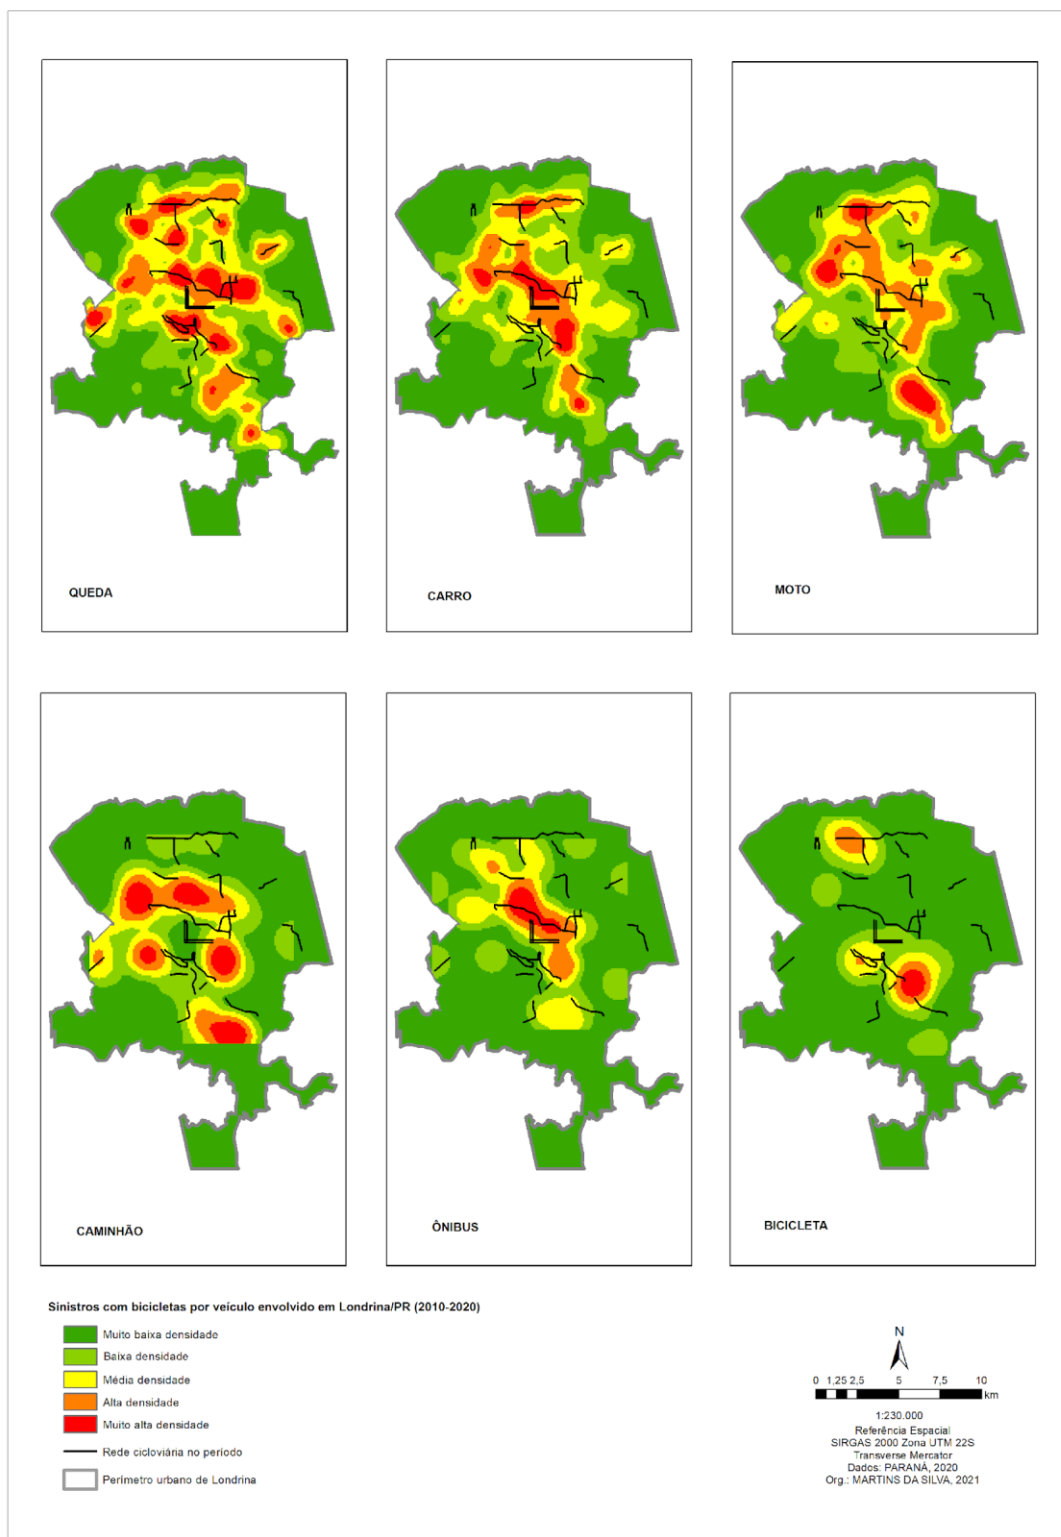 QUEDA
CARRO
MOTO
CAMINHÃO
ÔNIBUS
BICICLETA
Sinistros com bicicletas por veículo envolvido em Londrina/PR (2010-2020)
Muito baixa densidade
Baixa densidade
Média densidade
Alta densidade
Muito alta densidade
Rede cicloviária no período
Perímetro urbano de Londrina
N
0 1,25 2,5 5 7,5 10
km
1:230.000
Referência Espacial
SIRGAS 2000 Zona UTM 22S
Transverse Mercator
Dados: PARANÁ, 2020
Org.: MARTINS DA SILVA, 2021